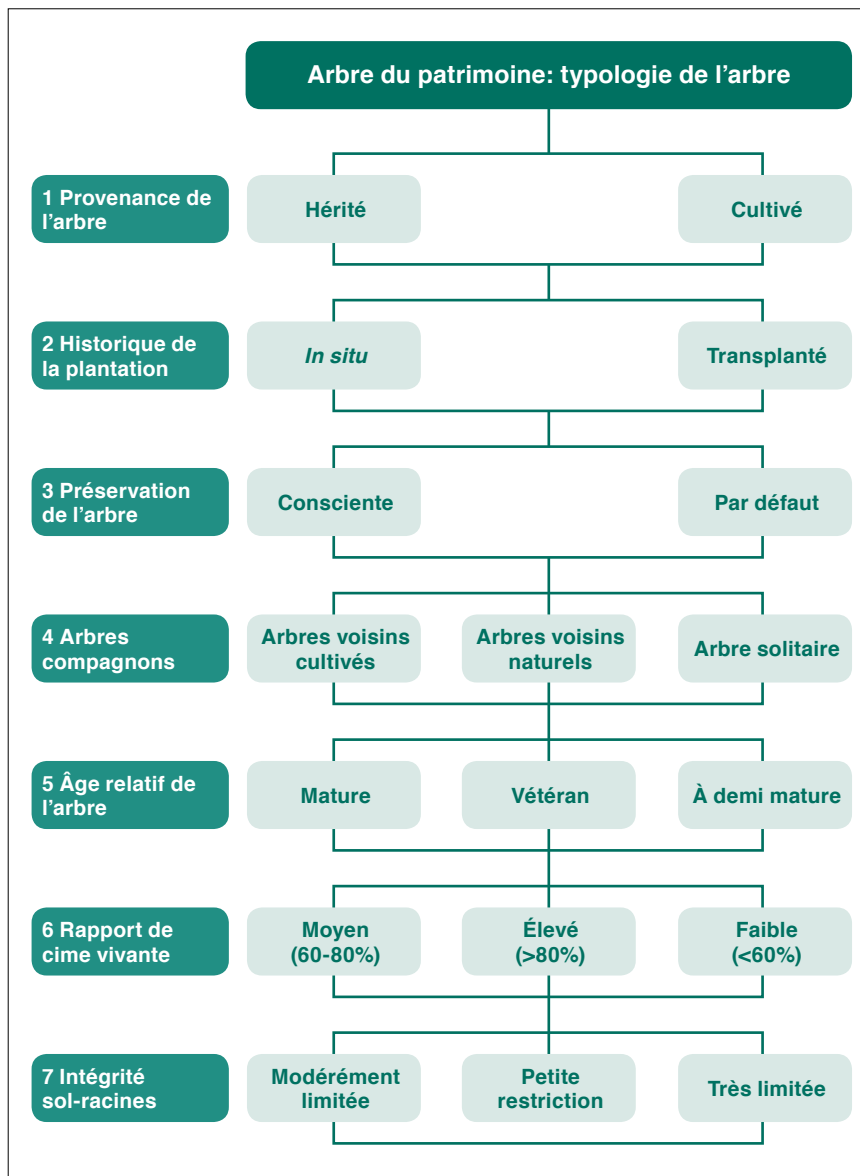 Arbre du patrimoine: typologie de l'arbre
1 Provenance de
l'arbre
Hérité
Cultivé
2 Historique de
la plantation
In situ
Transplanté
3 Préservation
de l'arbre
Consciente
Par défaut
4 Arbres
compagnons
Arbres voisins
cultivés
Arbres voisins
naturels
Arbre solitaire
5 Âge relatif de
l'arbre
Mature
Vétéran
À demi mature
6 Rapport de
cime vivante
Moyen
(60-80%)
Élevé
(>80%)
Faible
(<60%)
7 Intégrité
sol-racines
Modérément
limitée
Petite
restriction
Très limitée